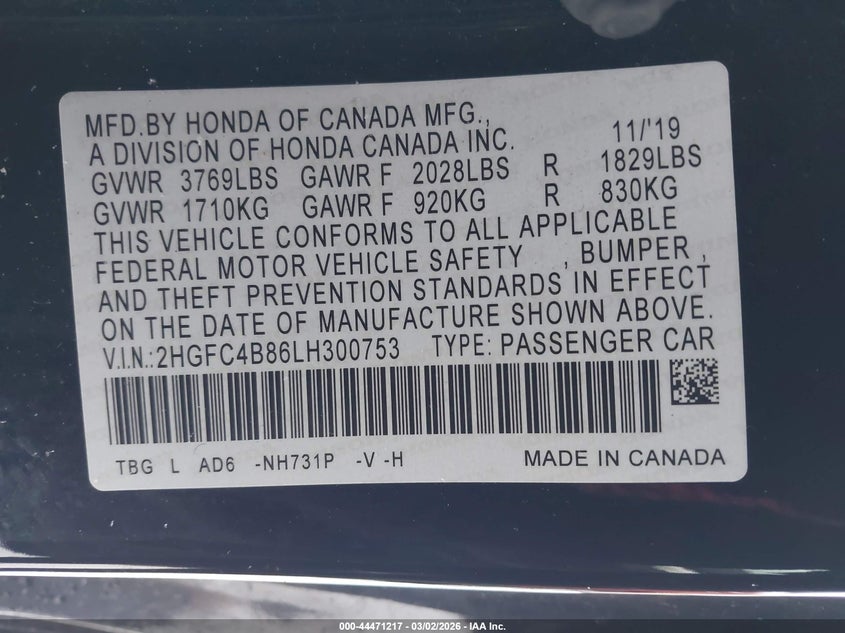 MFD.BY HONDA OF CANADA MFG.,
A DIVISION OF HONDA CANADA INC. 11/'19
GVWR 3769LBS GAWR F 2028LBS R 1829LBS
GVWR 1710KG GAWR F 920KG R 830KG
THIS VEHICLE CONFORMS TO ALL APPLICABLE
FEDERAL MOTOR VEHICLE SAFETY , BUMPER ,
AND THEFT PREVENTION STANDARDS IN EFFECT
ON THE DATE OF MANUFACTURE SHOWN ABOVE.
V.I.N.:2HGFC4B86LH300753 TYPE: PASSENGER CAR
TBG L AD6 -NH731P -V -H MADE IN CANADA
000-44471217 - 03/02/2026 - IAA Inc.